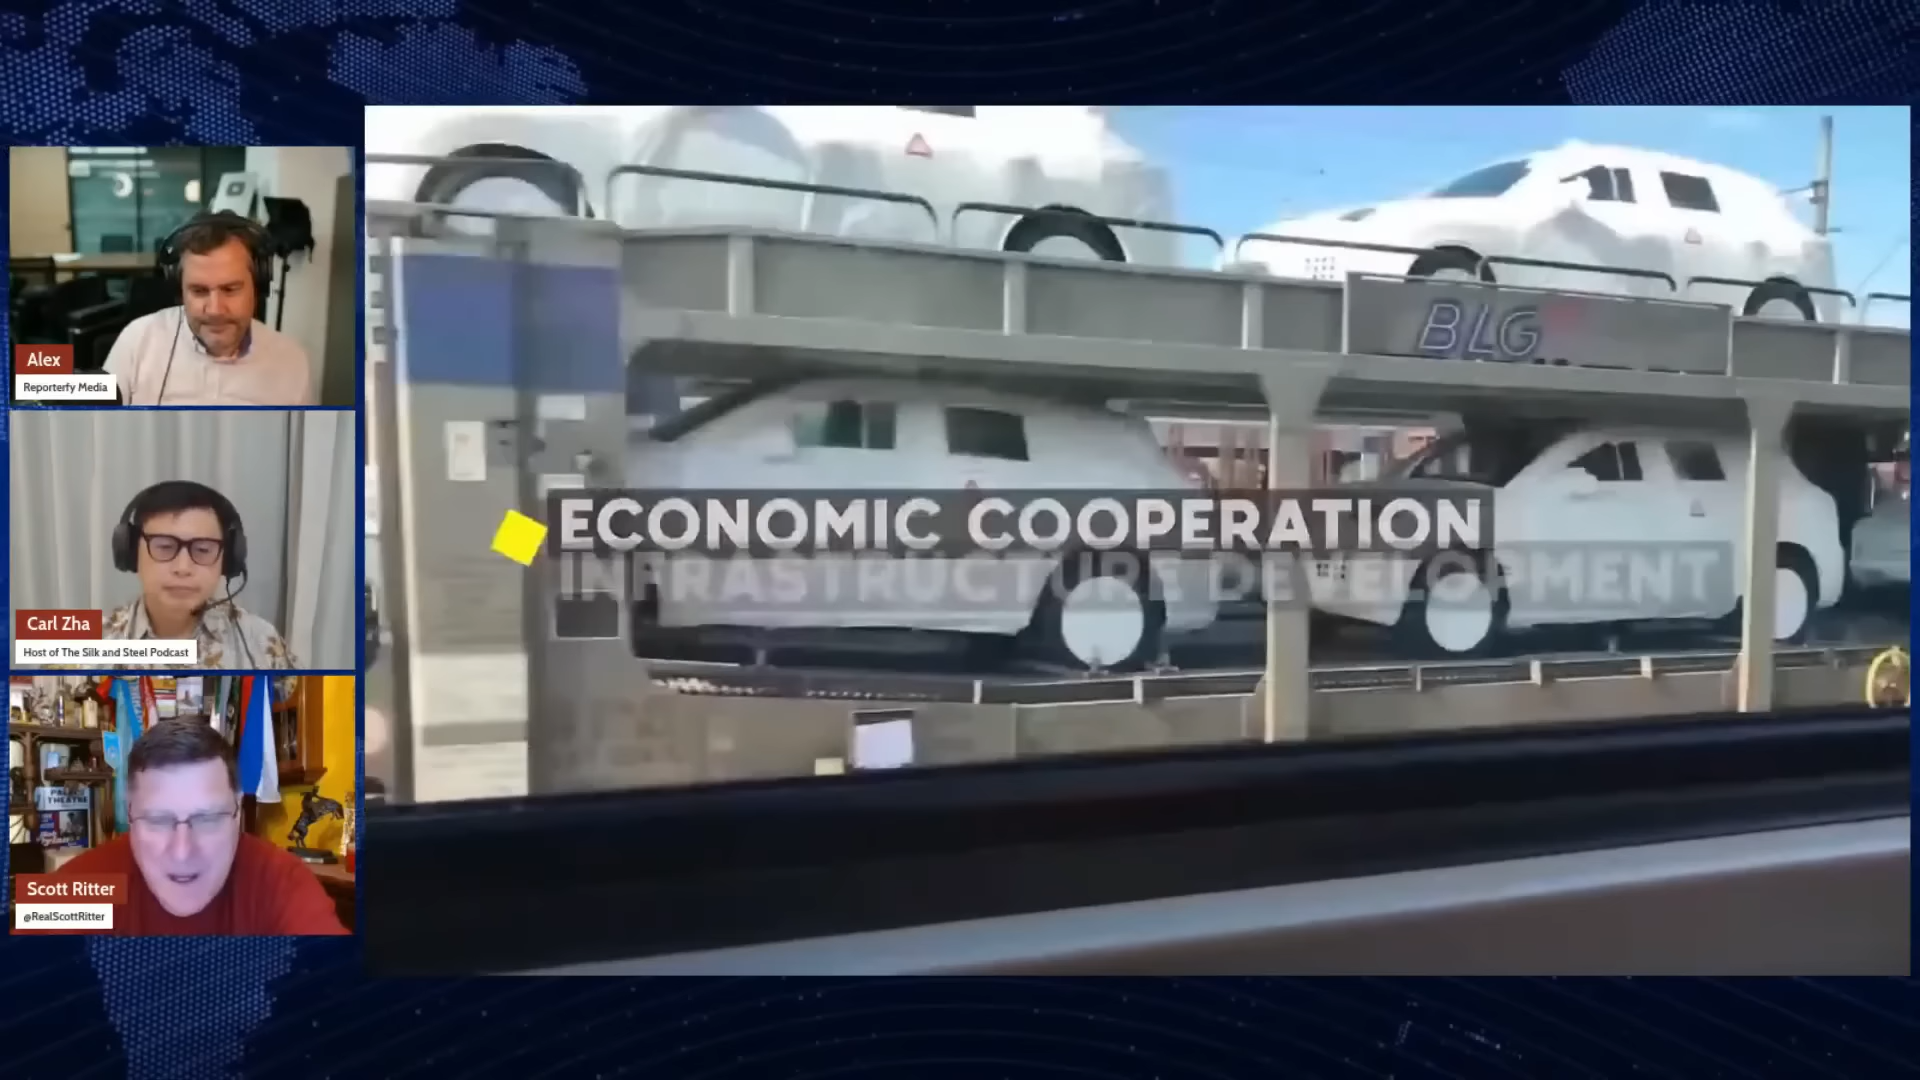 Alex
Reporterfy Media
Carl Zha
Host of The Silk and Steel Podcast
Scott Ritter
@RealScottRitter
BLG
ECONOMIC COOPERATION
INFRASTRUCTURE DEVELOPMENT